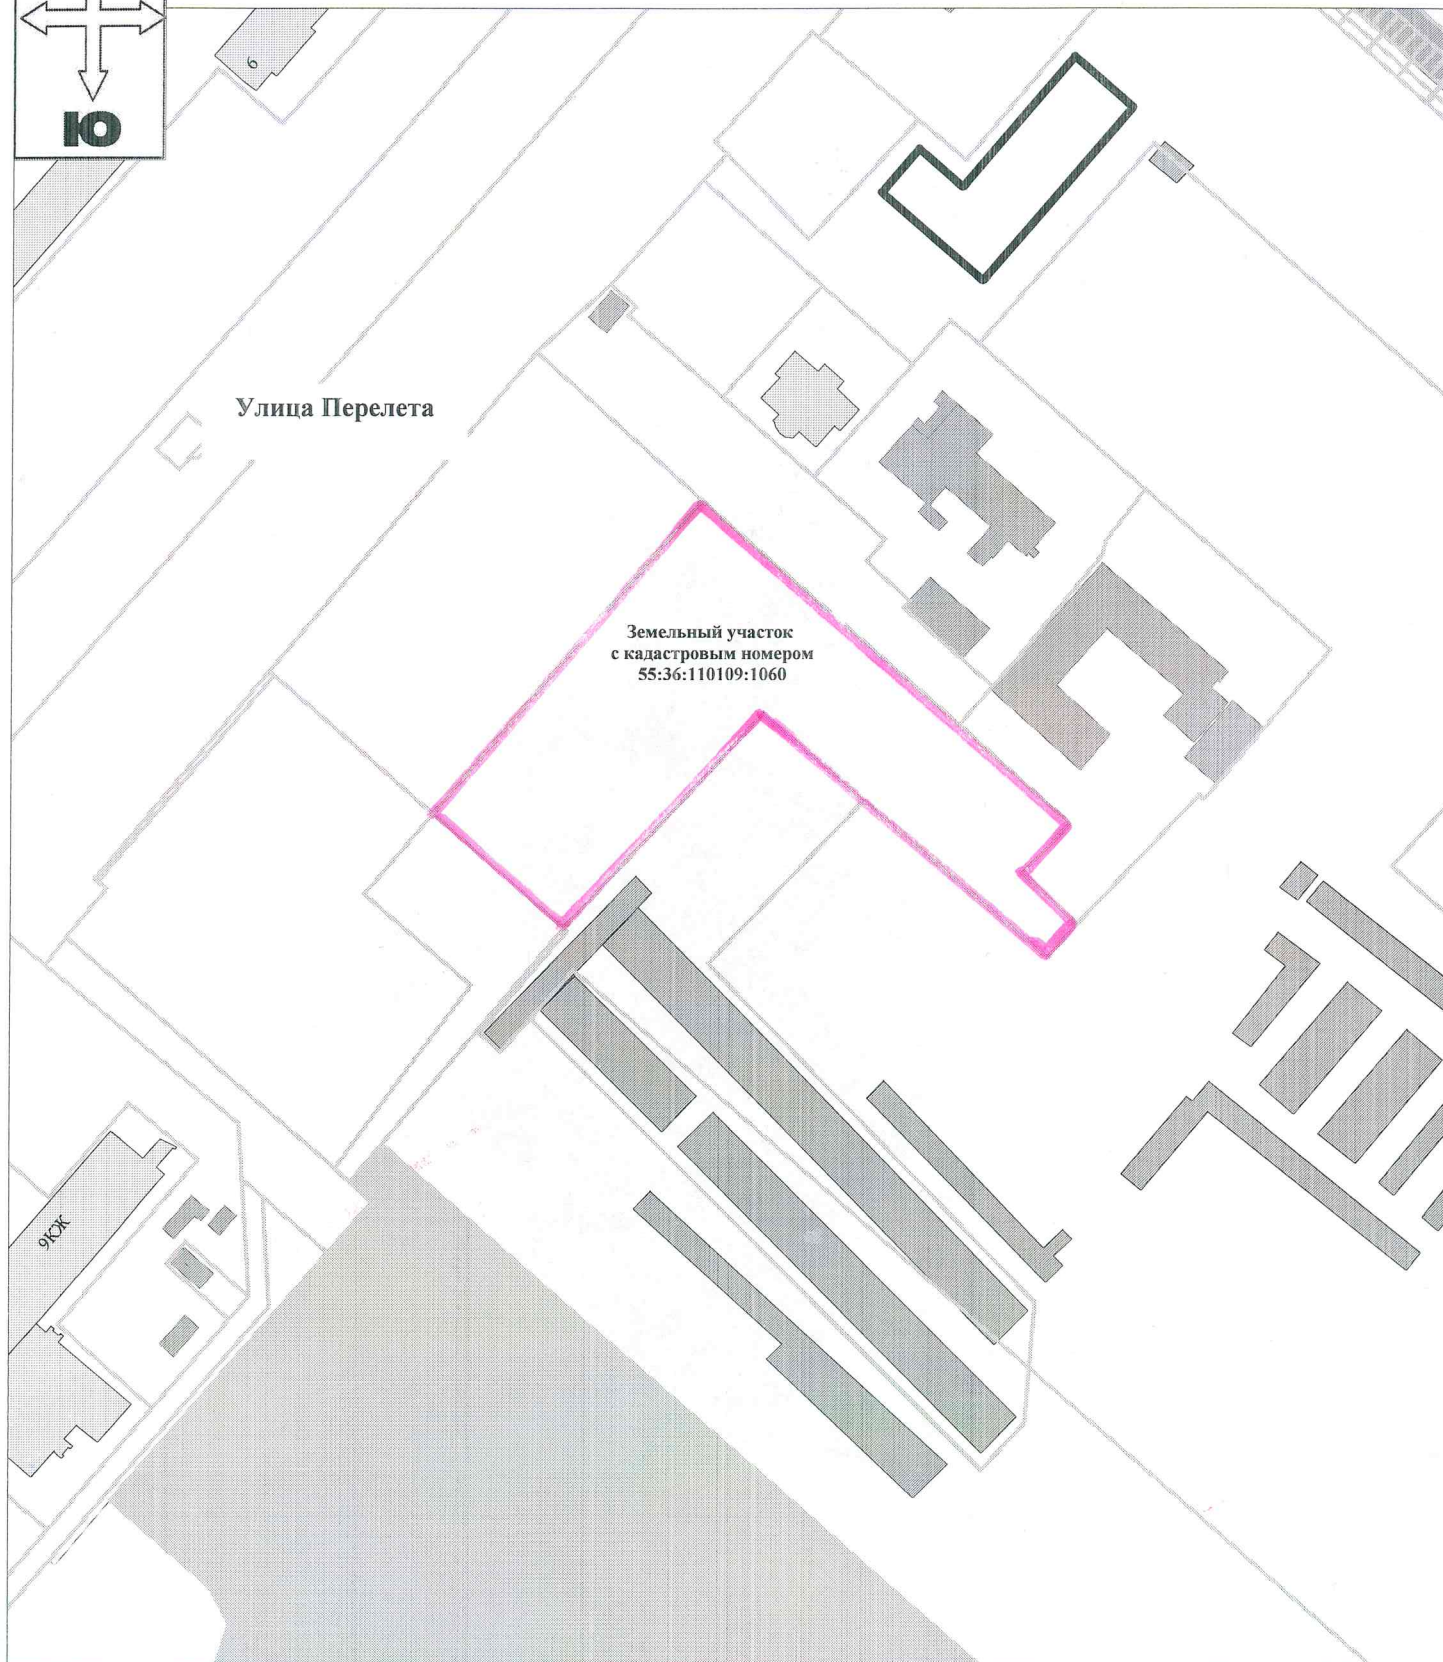 6
Ю
Улица Перелета
Земельный участок
с кадастровым номером
55:36:110109:1060
9КЖ